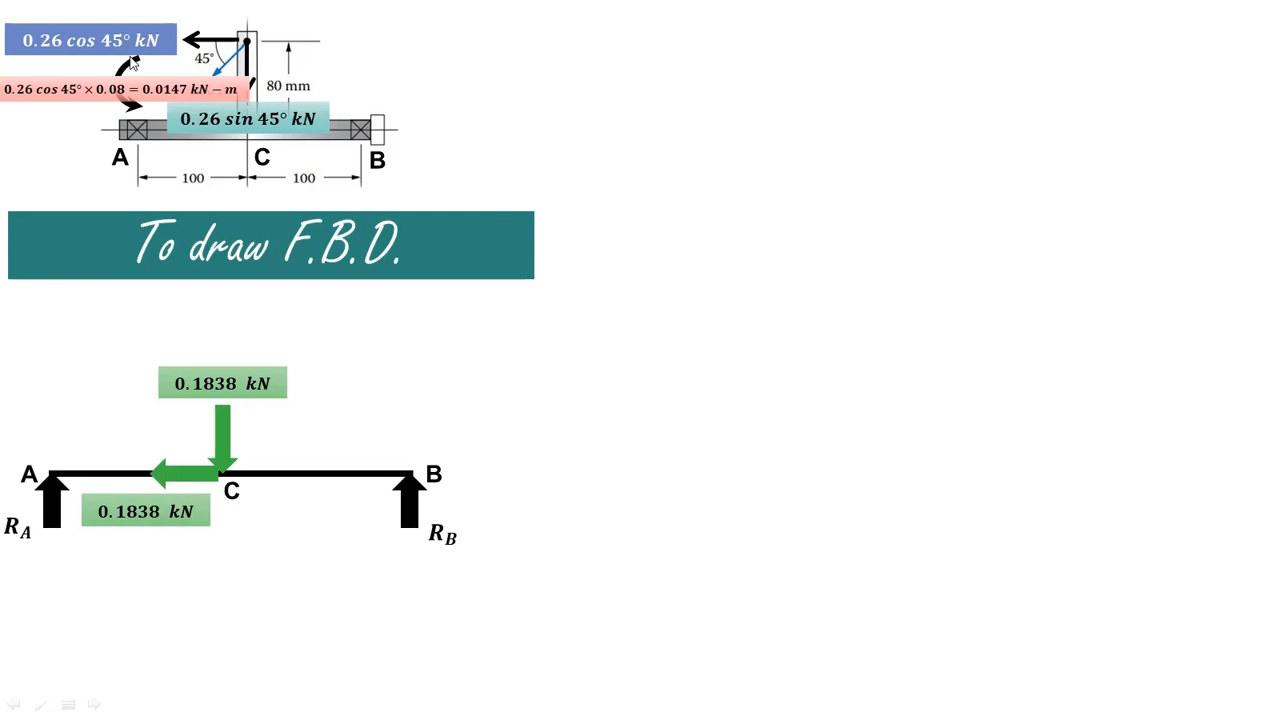 0.26 cos 45° kN
45°
0.26 cos 45° × 0.08 = 0.0147 kN − m
80 mm
0.26 sin 45° kN
A
C
B
100
100
To draw F.B.D.
0.1838 kN
A
B
C
0.1838 kN
R_A
R_B